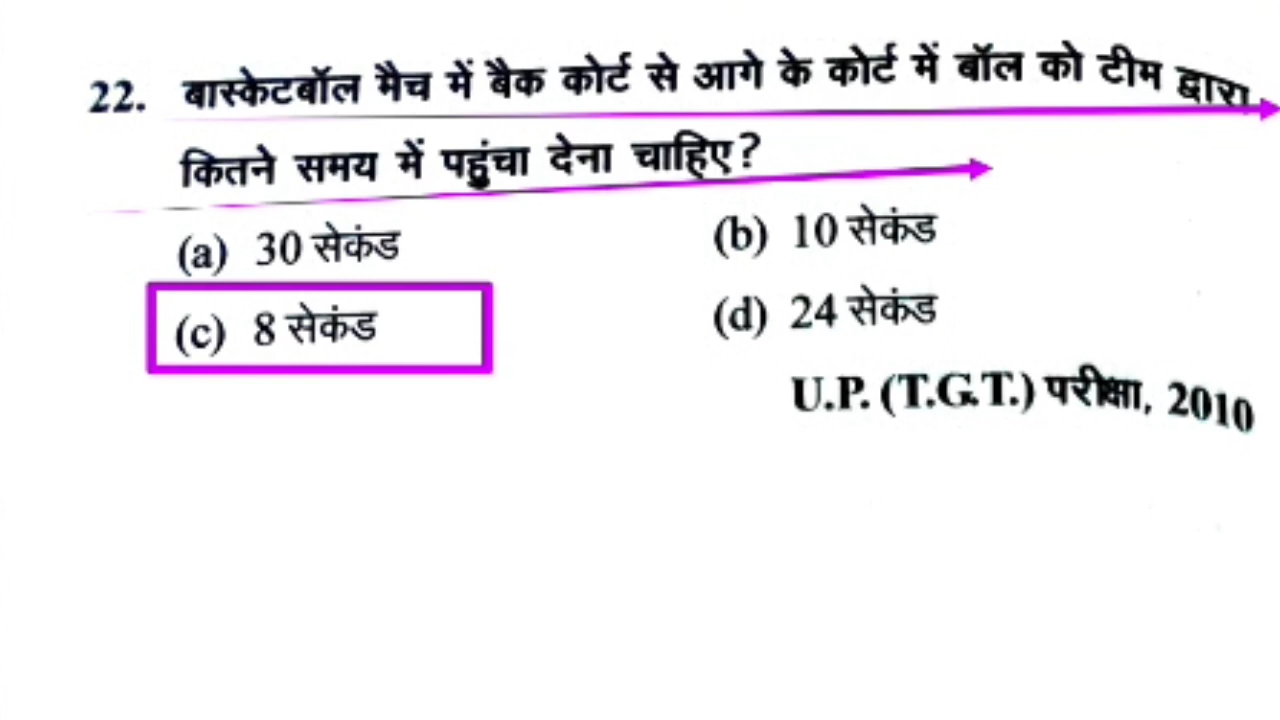 22. बास्केटबॉल मैच में बैक कोर्ट से आगे के कोर्ट में बॉल को टीम द्वारा
कितने समय में पहुंचा देना चाहिए?
(a) 30 सेकंड (b) 10 सेकंड
(c) 8 सेकंड (d) 24 सेकंड
U.P. (T.G.T.) परीक्षा, 2010